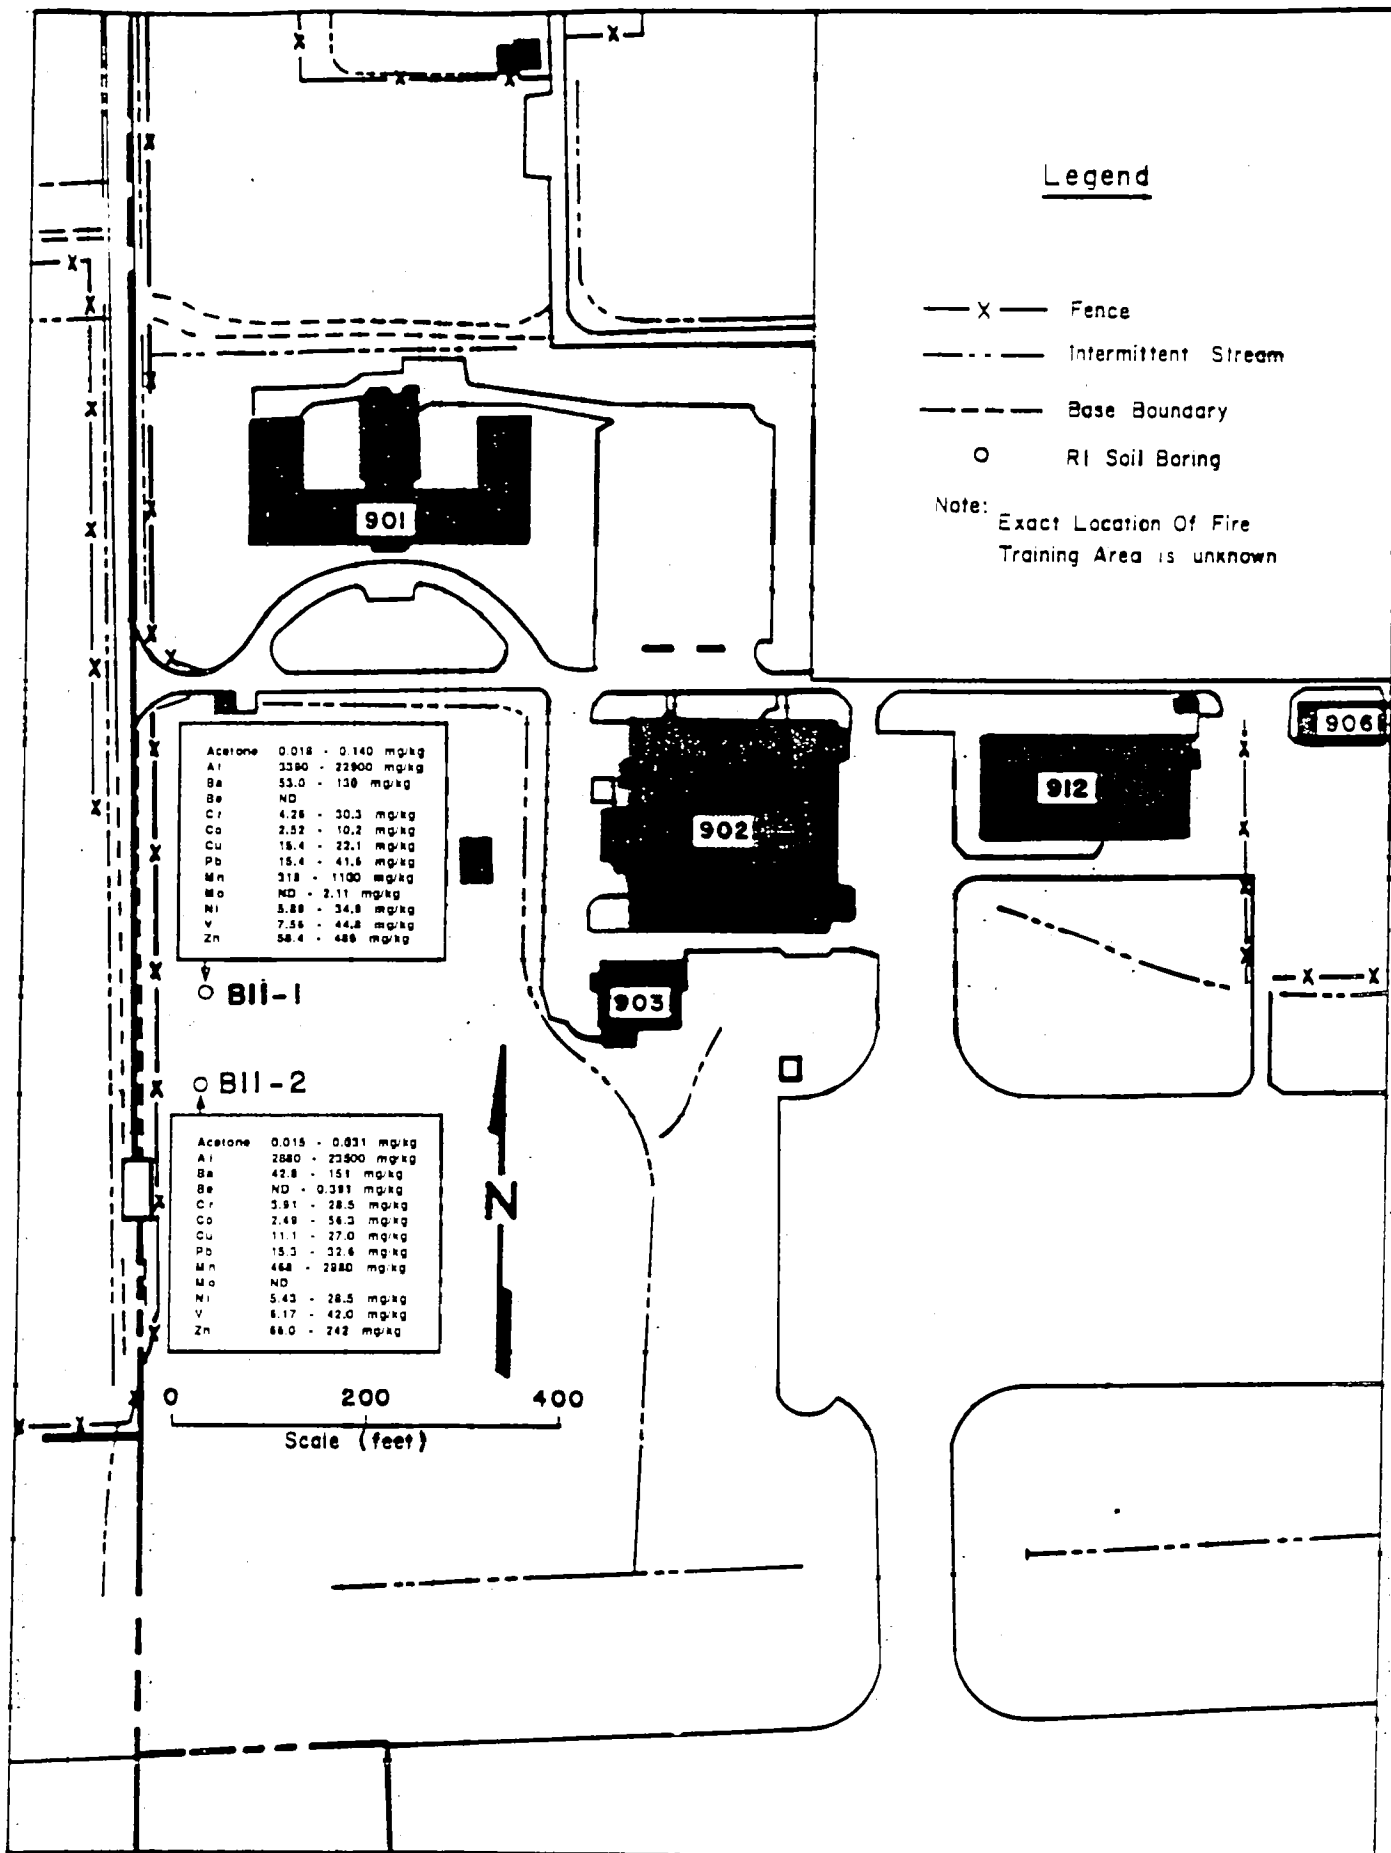 Legend
X Fence
Intermittent Stream
Base Boundary
RI Soil Boring
Note: Exact Location Of Fire
Training Area is unknown
901
902
903
906
912
Acetone 0.018 - 0.140 mg/kg
Al 3390 - 22900 mg/kg
Ba 53.0 - 138 mg/kg
Be ND
Cr 4.26 - 30.3 mg/kg
Co 2.52 - 10.2 mg/kg
Cu 15.4 - 22.1 mg/kg
Pb 15.4 - 41.6 mg/kg
Mn 318 - 1100 mg/kg
Mo ND - 2.11 mg/kg
Ni 5.88 - 34.8 mg/kg
V 7.56 - 44.8 mg/kg
Zn 58.4 - 486 mg/kg
B11-1
B11-2
Acetone 0.015 - 0.031 mg/kg
Al 2880 - 23500 mg/kg
Ba 42.8 - 151 mg/kg
Be ND - 0.391 mg/kg
Cr 3.91 - 28.5 mg/kg
Co 2.49 - 56.3 mg/kg
Cu 11.1 - 27.0 mg/kg
Pb 15.3 - 32.6 mg/kg
Mn 468 - 2980 mg/kg
Mo ND
Ni 5.43 - 28.5 mg/kg
V 6.17 - 42.0 mg/kg
Zn 66.0 - 242 mg/kg
N
0 200 400
Scale (feet)